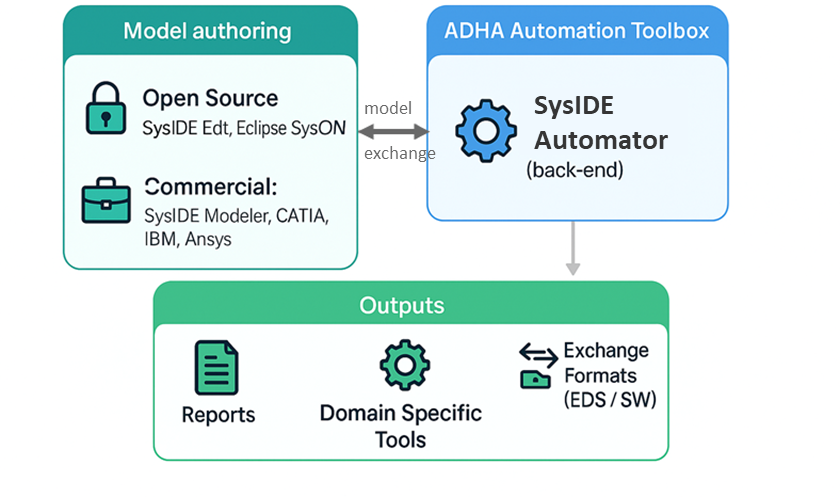 Model authoring
Open Source
SysIDE Edt, Eclipse SysON
Commercial:
SysIDE Modeler, CATIA,
IBM, Ansys
model
exchange
ADHA Automation Toolbox
SysIDE
Automator
(back-end)
Outputs
Reports
Domain Specific
Tools
Exchange
Formats
(EDS / SW)